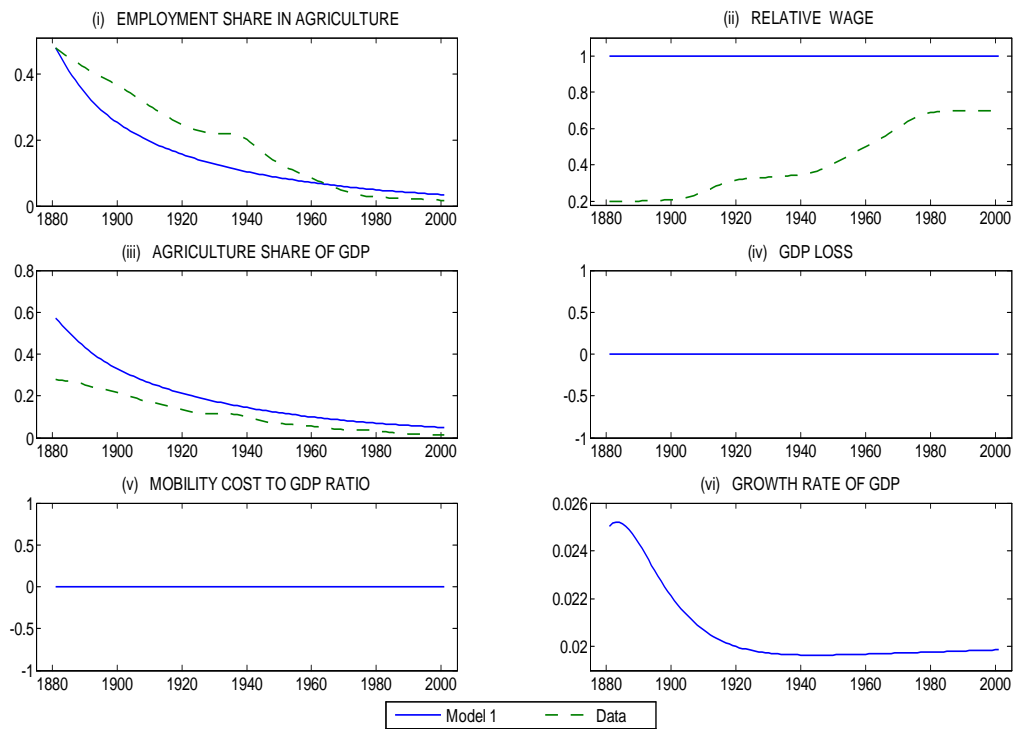 (i) EMPLOYMENT SHARE IN AGRICULTURE
0.4
0.2
0
1880 1900 1920 1940 1960 1980 2000
(ii) RELATIVE WAGE
1
0.8
0.6
0.4
0.2
1880 1900 1920 1940 1960 1980 2000
(iii) AGRICULTURE SHARE OF GDP
0.8
0.6
0.4
0.2
0
1880 1900 1920 1940 1960 1980 2000
(iv) GDP LOSS
1
0.5
0
-0.5
-1
1880 1900 1920 1940 1960 1980 2000
(v) MOBILITY COST TO GDP RATIO
1
0.5
0
-0.5
-1
1880 1900 1920 1940 1960 1980 2000
(vi) GROWTH RATE OF GDP
0.026
0.024
0.022
0.02
1880 1900 1920 1940 1960 1980 2000
Model 1 Data